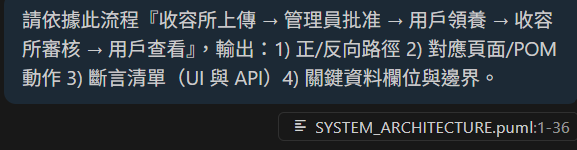 請依據此流程『收容所上傳 → 管理員批准 → 用戶領養 → 收容
所審核 → 用戶查看』，輸出：1) 正/反向路徑 2) 對應頁面/POM
動作 3) 斷言清單（UI 與 API）4) 關鍵資料欄位與邊界。
SYSTEM_ARCHITECTURE.puml:1-36